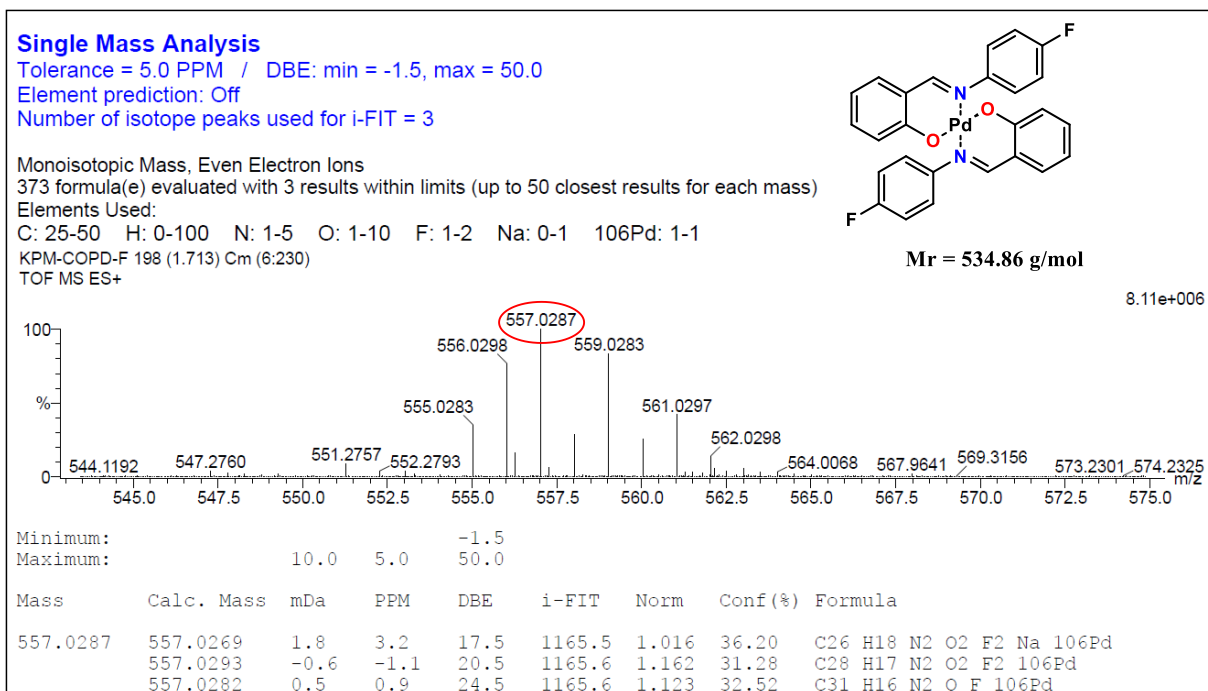 Single Mass Analysis
Tolerance = 5.0 PPM / DBE: min = -1.5, max = 50.0
Element prediction: Off
Number of isotope peaks used for i-FIT = 3
Monoisotopic Mass, Even Electron Ions
373 formula(e) evaluated with 3 results within limits (up to 50 closest results for each mass)
Elements Used:
C: 25-50 H: 0-100 N: 1-5 O: 1-10 F: 1-2 Na: 0-1 106Pd: 1-1
KPM-COPD-F 198 (1.713) Cm (6:230)
TOF MS ES+
F
N
O
Pd
O
N
F
Mr = 534.86 g/mol
8.11e+006
100
%
0
557.0287
556.0298
559.0283
555.0283
561.0297
562.0298
551.2757
552.2793
544.1192
547.2760
564.0068
567.9641
569.3156
573.2301
574.2325
m/z
545.0 547.5 550.0 552.5 555.0 557.5 560.0 562.5 565.0 567.5 570.0 572.5 575.0
Minimum: -1.5
Maximum: 10.0 5.0 50.0
Mass Calc. Mass mDa PPM DBE i-FIT Norm Conf(%) Formula
557.0287 557.0269 1.8 3.2 17.5 1165.5 1.016 36.20 C26 H18 N2 O2 F2 Na 106Pd
557.0293 -0.6 -1.1 20.5 1165.6 1.162 31.28 C28 H17 N2 O2 F2 106Pd
557.0282 0.5 0.9 24.5 1165.6 1.123 32.52 C31 H16 N2 O F 106Pd